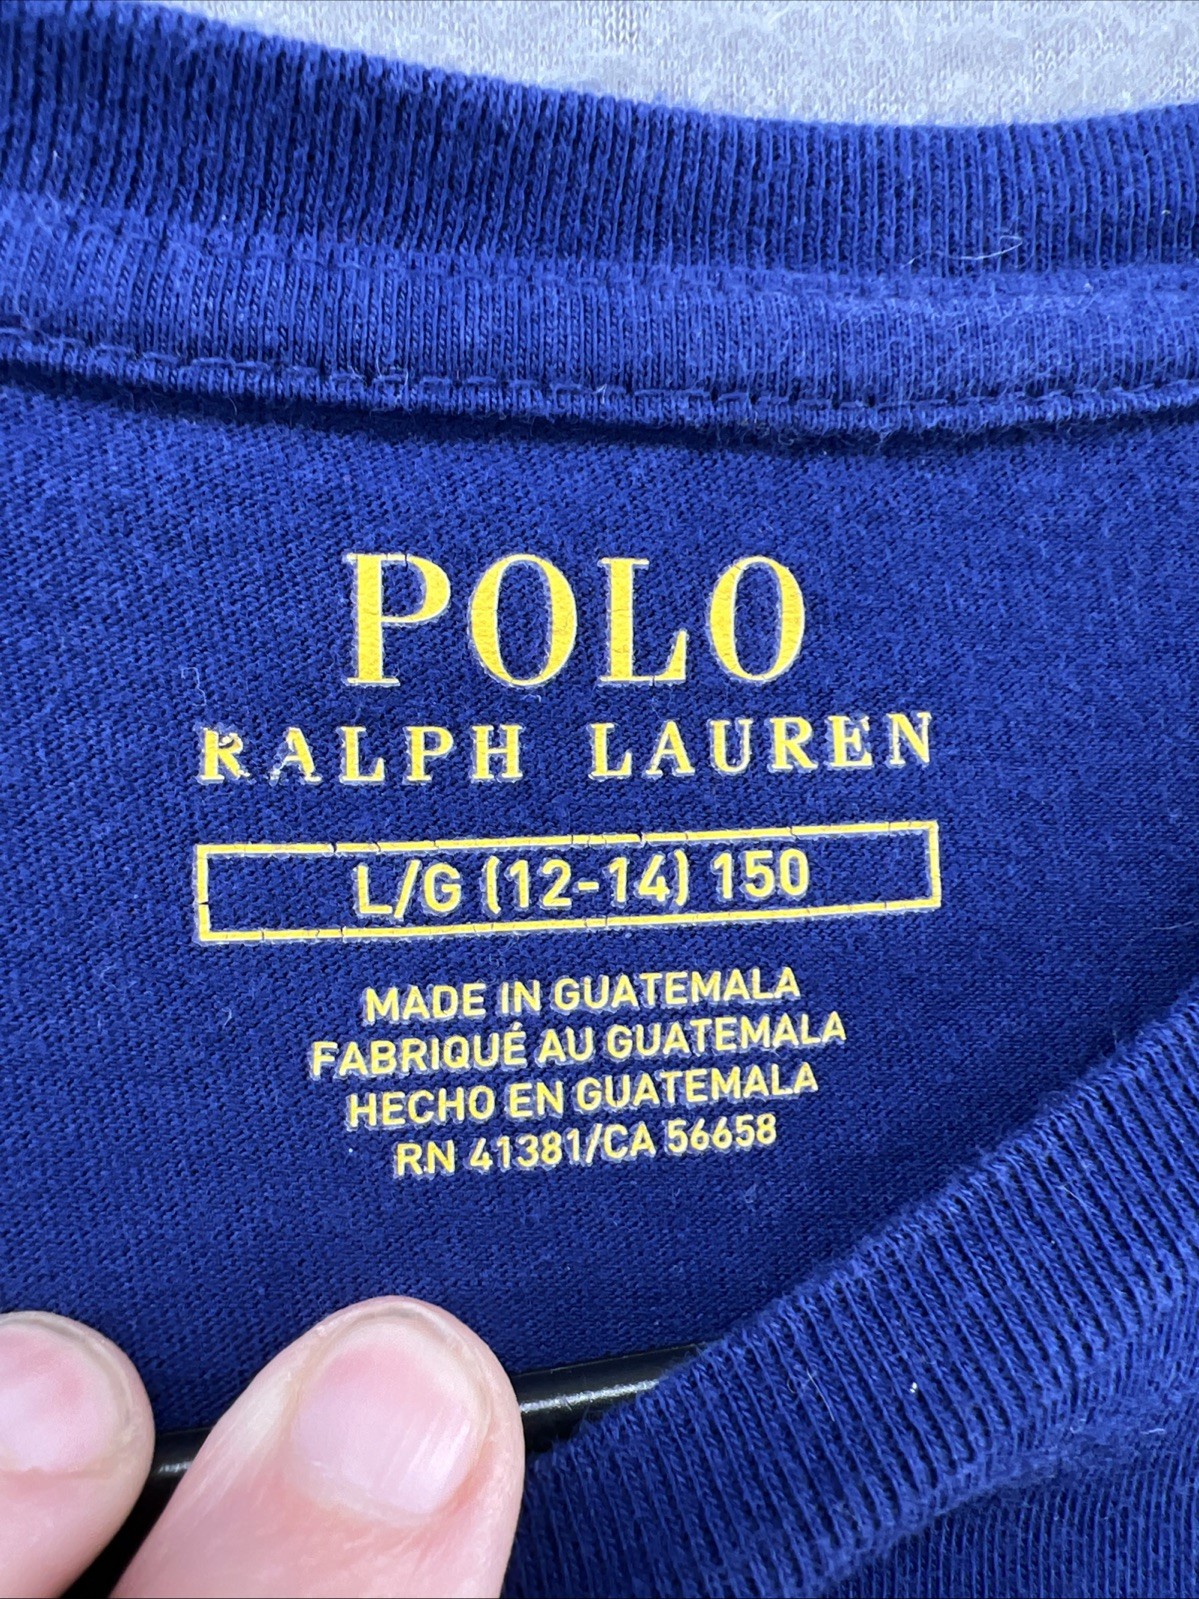 POLO
RALPH LAUREN
L/G (12-14) 150
MADE IN GUATEMALA
FABRIQUÉ AU GUATEMALA
HECHO EN GUATEMALA
RN 41381/CA 56658